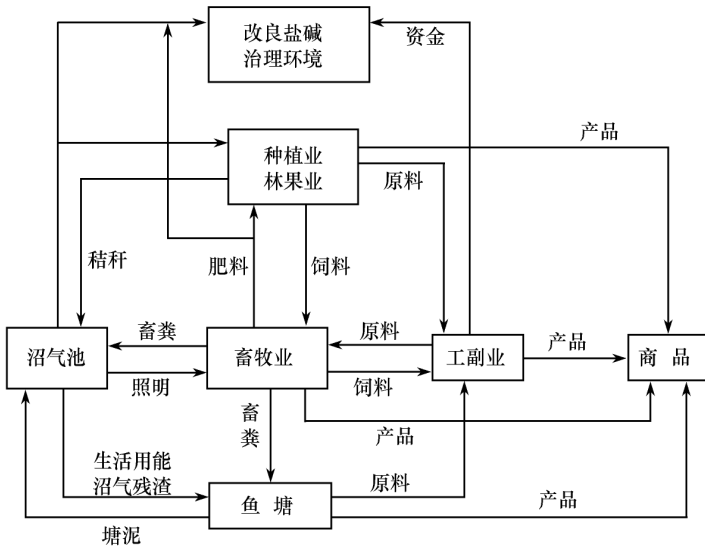 改良盐碱
治理环境
资金
产品
种植业
林果业
原料
秸秆
肥料
饲料
畜粪
原料
产品
沼气池
畜牧业
工副业
商 品
照明
饲料
畜
粪
产品
生活用能
沼气残渣
原料
产品
鱼 塘
塘泥